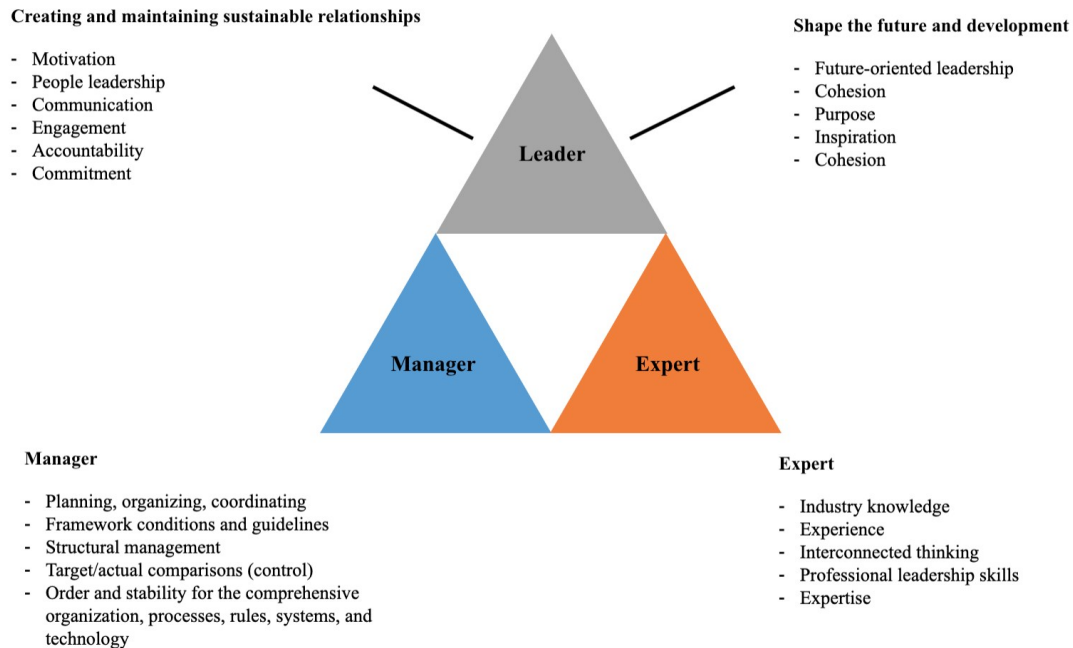 Creating and maintaining sustainable relationships
- Motivation
- People leadership
- Communication
- Engagement
- Accountability
- Commitment
Shape the future and development
- Future-oriented leadership
- Cohesion
- Purpose
- Inspiration
- Cohesion
Leader
Manager
Expert
Manager
- Planning, organizing, coordinating
- Framework conditions and guidelines
- Structural management
- Target/actual comparisons (control)
- Order and stability for the comprehensive
organization, processes, rules, systems, and
technology
Expert
- Industry knowledge
- Experience
- Interconnected thinking
- Professional leadership skills
- Expertise